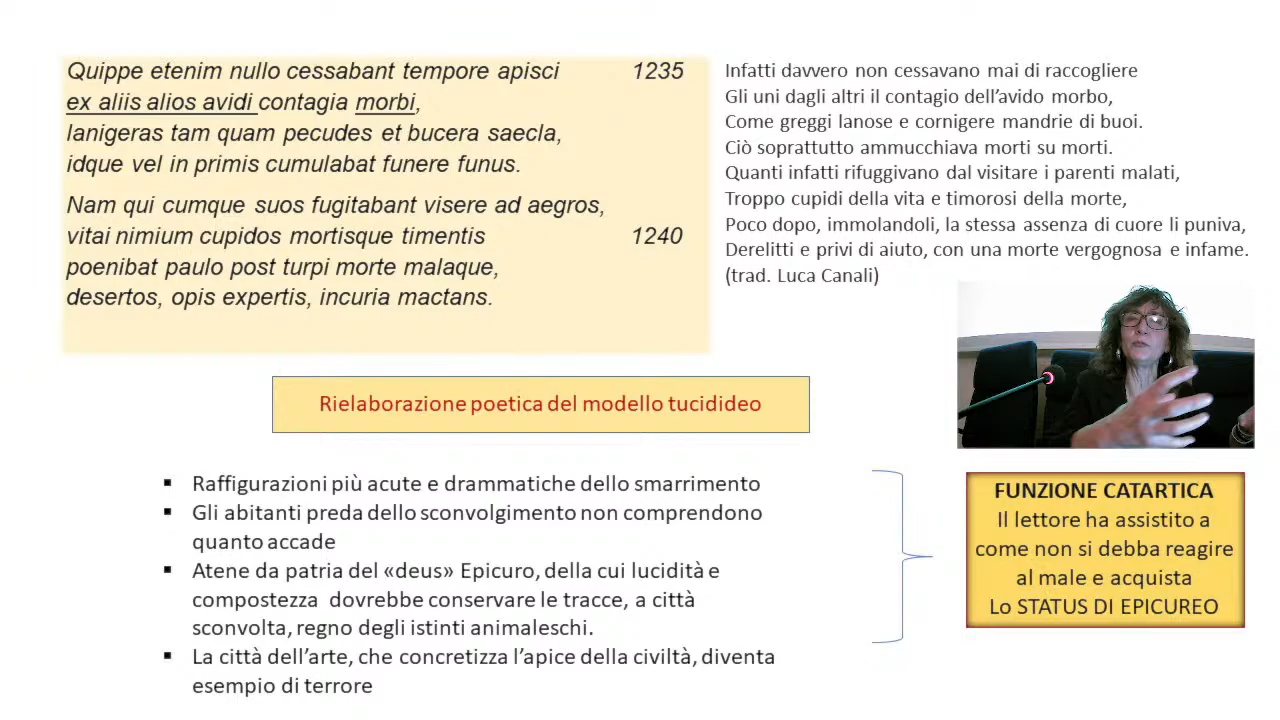 Quippe etenim nullo cessabant tempore apisci 1235
ex aliis alios avidi contagia morbi,
lanigeras tam quam pecudes et bucera saecla,
idque vel in primis cumulabat funere funus.
Nam qui cumque suos fugitabant visere ad aegros,
vitai nimium cupidos mortisque timentis 1240
poenibat paulo post turpi morte malaque,
desertos, opis expertis, incuria mactans.
Infatti davvero non cessavano mai di raccogliere
Gli uni dagli altri il contagio dell’avido morbo,
Come greggi lanose e cornigere mandrie di buoi.
Ciò soprattutto ammucchiava morti su morti.
Quanti infatti rifuggivano dal visitare i parenti malati,
Troppo cupidi della vita e timorosi della morte,
Poco dopo, immolandoli, la stessa assenza di cuore li puniva,
Derelitti e privi di aiuto, con una morte vergognosa e infame.
(trad. Luca Canali)
Rielaborazione poetica del modello tucidideo
▪ Raffigurazioni più acute e drammatiche dello smarrimento
▪ Gli abitanti preda dello sconvolgimento non comprendono
quanto accade
▪ Atene da patria del «deus» Epicuro, della cui lucidità e
compostezza dovrebbe conservare le tracce, a città
sconvolta, regno degli istinti animaleschi.
▪ La città dell’arte, che concretizza l’apice della civiltà, diventa
esempio di terrore
FUNZIONE CATARTICA
Il lettore ha assistito a
come non si debba reagire
al male e acquista
Lo STATUS DI EPICUREO